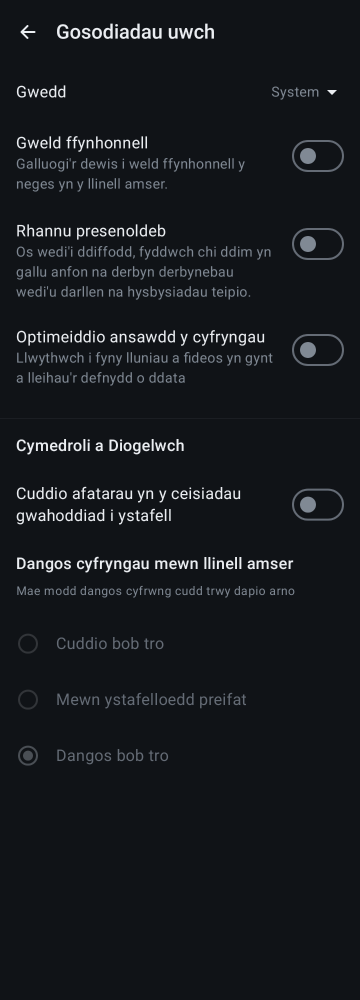 Gosodiadau uwch
Gwedd
System
Gweld ffynhonnell
Galluogi'r dewis i weld ffynhonnell y
neges yn y llinell amser.
Rhannu presenoldeb
Os wedi'i ddiffodd, fyddwch chi ddim yn
gallu anfon na derbyn derbynebau
wedi'u darllen na hysbysiadau teipio.
Optimeiddio ansawdd y cyfryngau
Llwythwch i fyny lluniau a fideos yn gynt
a lleihau'r defnydd o ddata
Cymedroli a Diogelwch
Cuddio afatarau yn y ceisiadau
gwahoddiad i ystafell
Dangos cyfryngau mewn llinell amser
Mae modd dangos cyfrwng cudd trwy dapio arno
Cuddio bob tro
Mewn ystafelloedd preifat
Dangos bob tro